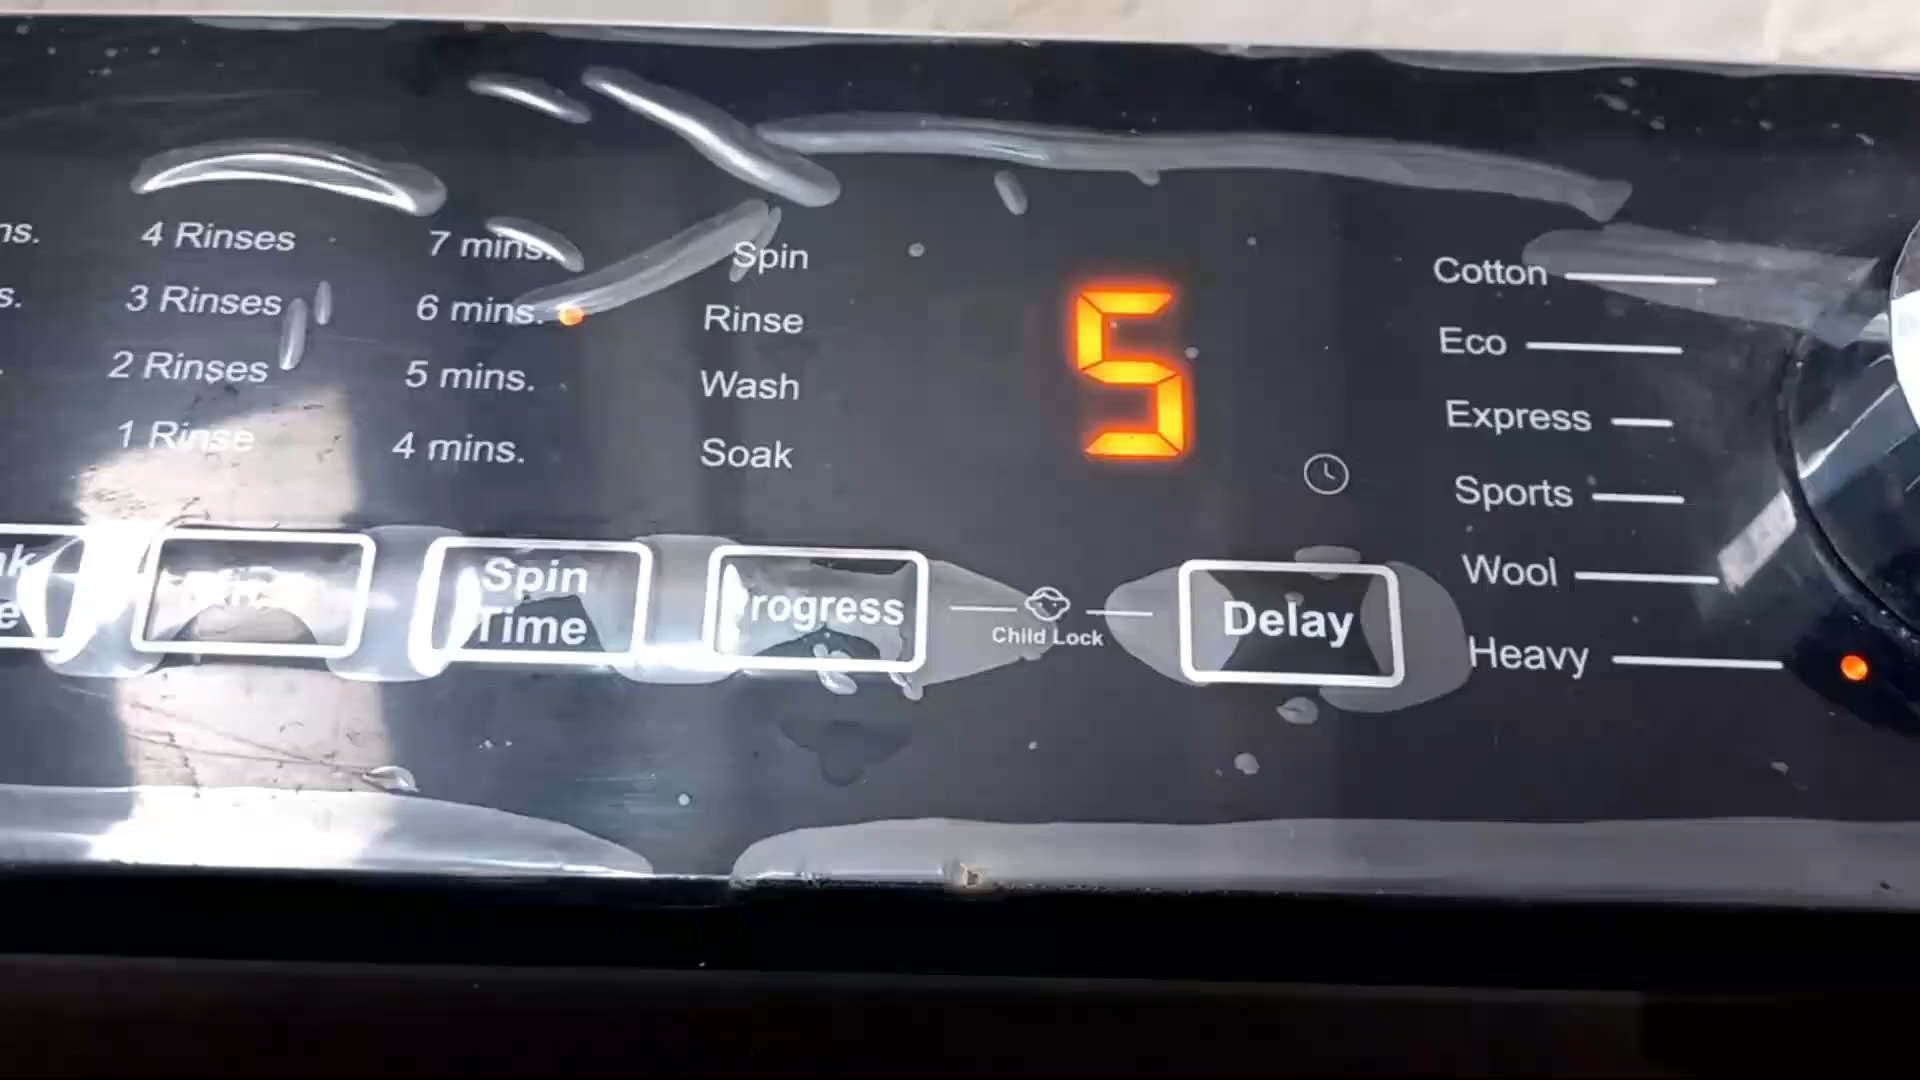 ns. 4 Rinses 7 mins. Spin Cotton
s. 3 Rinses 6 mins. Rinse 5 Eco
2 Rinses 5 mins. Wash Express
1 Rinse 4 mins. Soak Sports
Wool
Spin
Time
rogress
Child Lock
Delay
Heavy